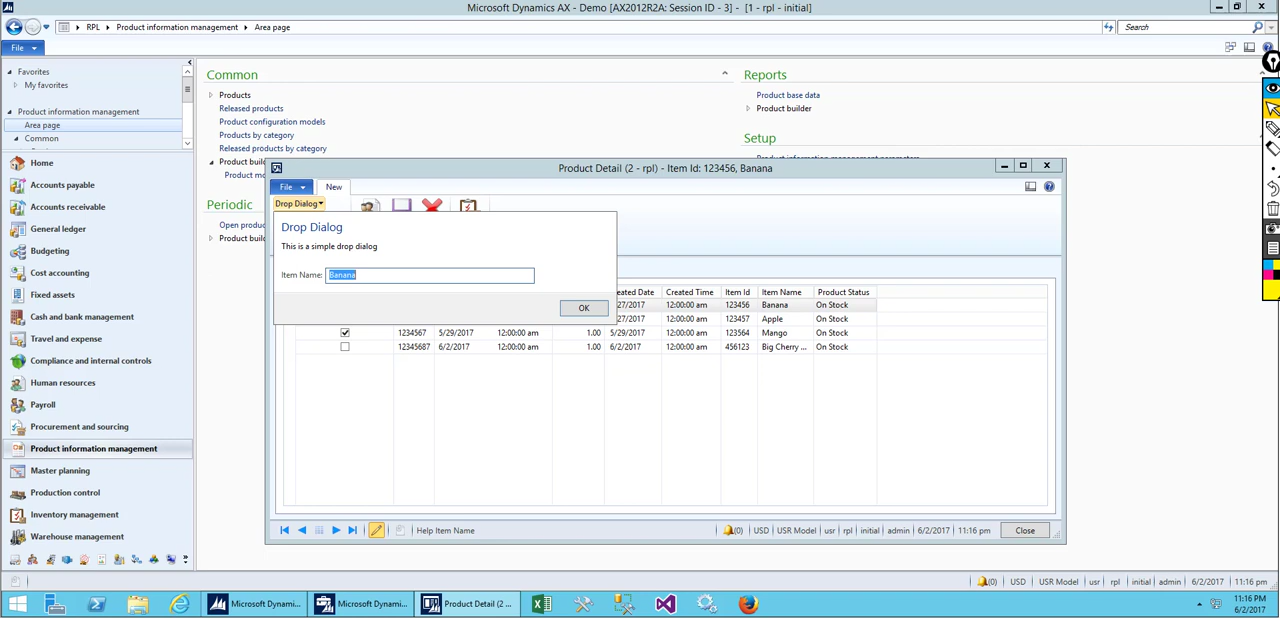 Microsoft Dynamics AX - Demo [AX2012R2A: Session ID - 3] - [1 - rpl - initial]
RPL
Product information management
Area page
Search
File
Favorites
My favorites
Product information management
Area page
Common
Home
Accounts payable
Accounts receivable
General ledger
Budgeting
Cost accounting
Fixed assets
Cash and bank management
Travel and expense
Compliance and internal controls
Human resources
Payroll
Procurement and sourcing
Product information management
Master planning
Production control
Inventory management
Warehouse management
Common
Products
Released products
Product configuration models
Products by category
Released products by category
Periodic
Reports
Product base data
Product builder
Setup
Product Detail (2 - rpl) - Item Id: 123456, Banana
File
New
Drop Dialog
Drop Dialog
This is a simple drop dialog
Item Name: Banana
OK
Created Time Item Id Item Name Product Status
12:00:00 am 123456 Banana On Stock
12:00:00 am 123457 Apple On Stock
1234567 5/29/2017 12:00:00 am 1.00 5/29/2017 12:00:00 am 123564 Mango On Stock
12345687 6/2/2017 12:00:00 am 1.00 6/2/2017 12:00:00 am 456123 Big Cherry ... On Stock
Help Item Name
(0) USD USR Model usr rpl initial admin 6/2/2017 11:16 pm
Close
(0) USD USR Model usr rpl initial admin 6/2/2017 11:16 pm
Microsoft Dynami...
Microsoft Dynami...
Product Detail (2 ...
11:16 PM
6/2/2017